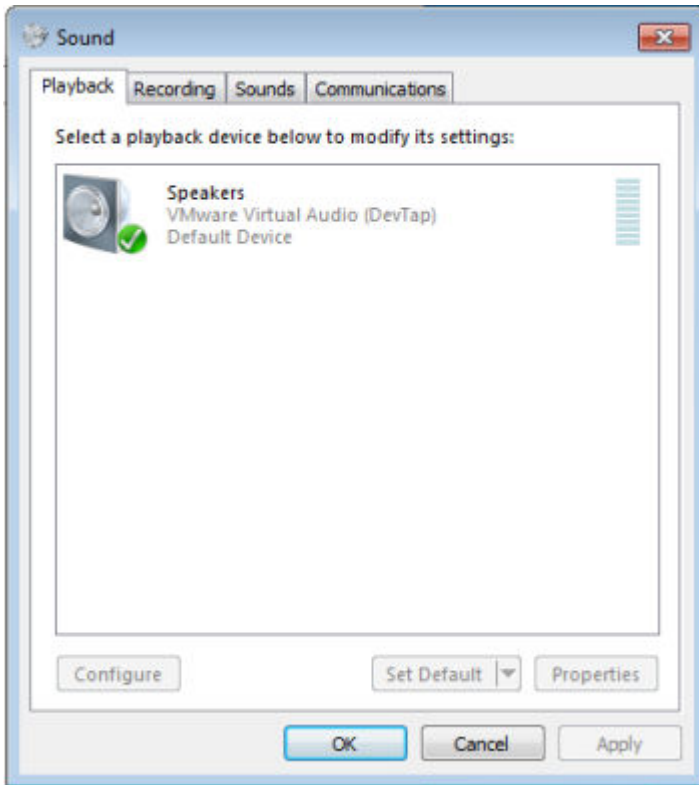 Sound
Playback Recording Sounds Communications
Select a playback device below to modify its settings:
Speakers
VMware Virtual Audio (DevTap)
Default Device
Configure Set Default Properties
OK Cancel Apply